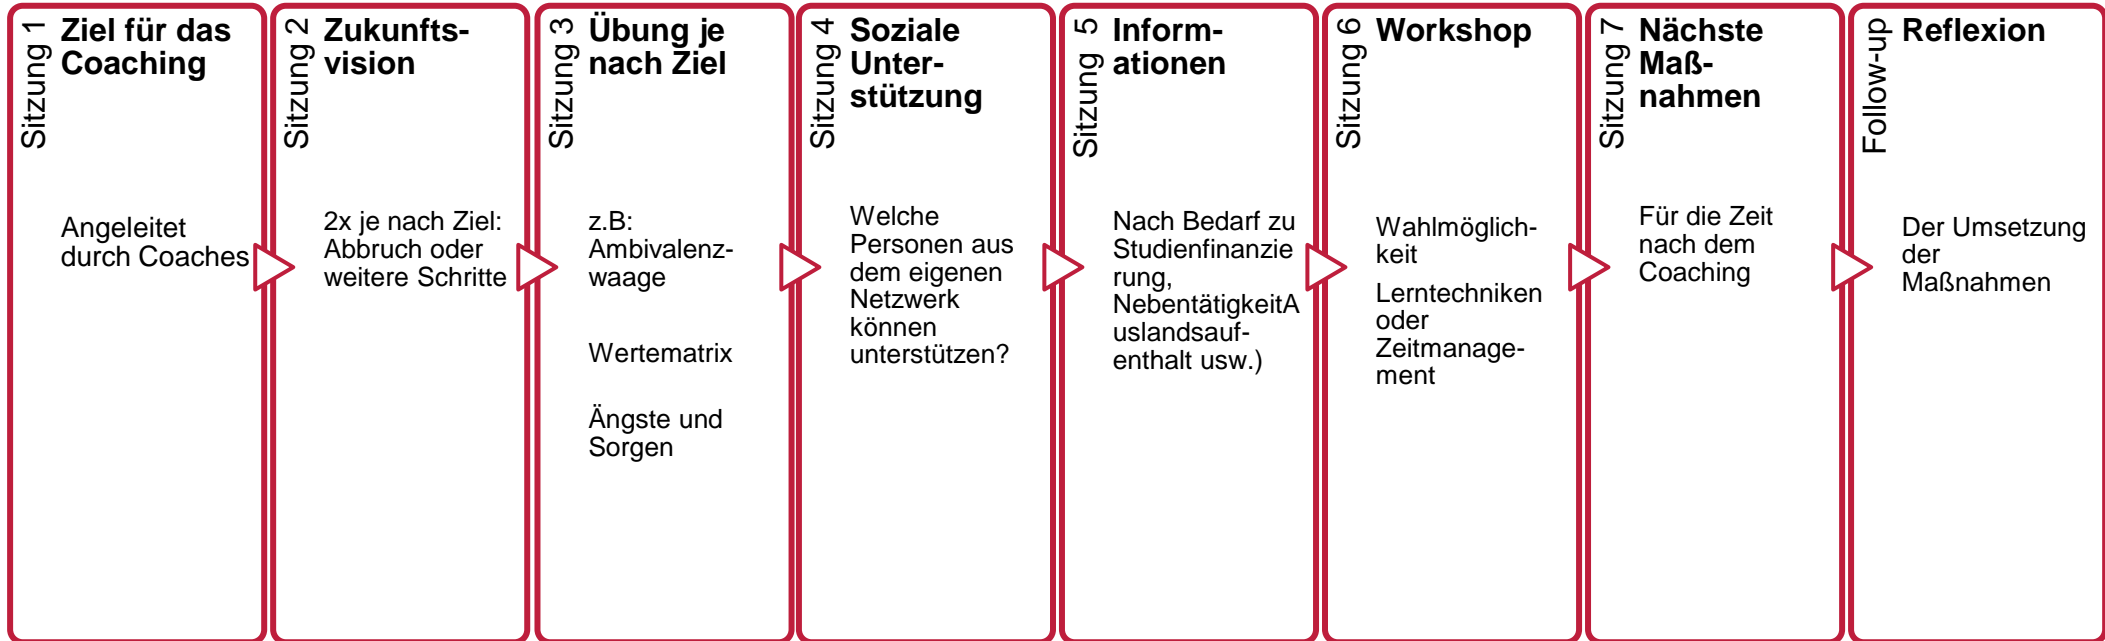 Sitzung 1
Ziel für das
Coaching
Angeleitet
durch Coaches
Sitzung 2
Zukunfts-
vision
2x je nach Ziel:
Abbruch oder
weitere Schritte
Sitzung 3
Übung je
nach Ziel
z.B:
Ambivalenz-
waage
Wertematrix
Ängste und
Sorgen
Sitzung 4
Soziale
Unter-
stützung
Welche
Personen aus
dem eigenen
Netzwerk
können
unterstützen?
Sitzung 5
Inform-
ationen
Nach Bedarf zu
Studienfinanzie
rung,
NebentätigkeitA
uslandsauf-
enthalt usw.)
Sitzung 6
Workshop
Wahlmöglich-
keit
Lerntechniken
oder
Zeitmanage-
ment
Sitzung 7
Nächste
Maß-
nahmen
Für die Zeit
nach dem
Coaching
Follow-up
Reflexion
Der Umsetzung
der
Maßnahmen